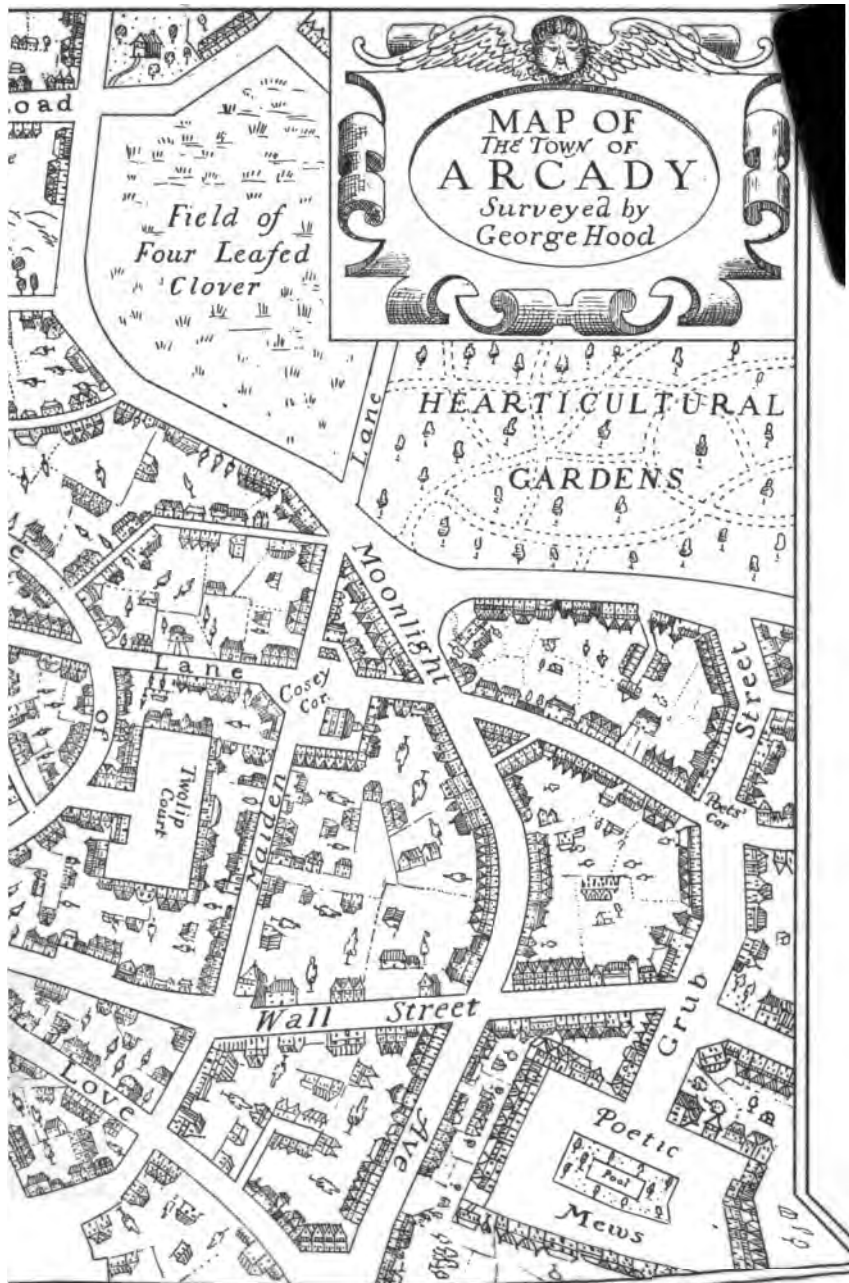 MAP OF
THE TOWN OF
ARCADY
Surveyed by
George Hood
oad
Field of
Four Leafed
Clover
Lane
HEARTICULTURAL
GARDENS
Moonlight
Lane
Cosey
Cor.
of
Twolip
Court
Maiden
Street
Poets'
Cor
Wall Street
Grub
Love
Ave
Poetic
Pool
Mews